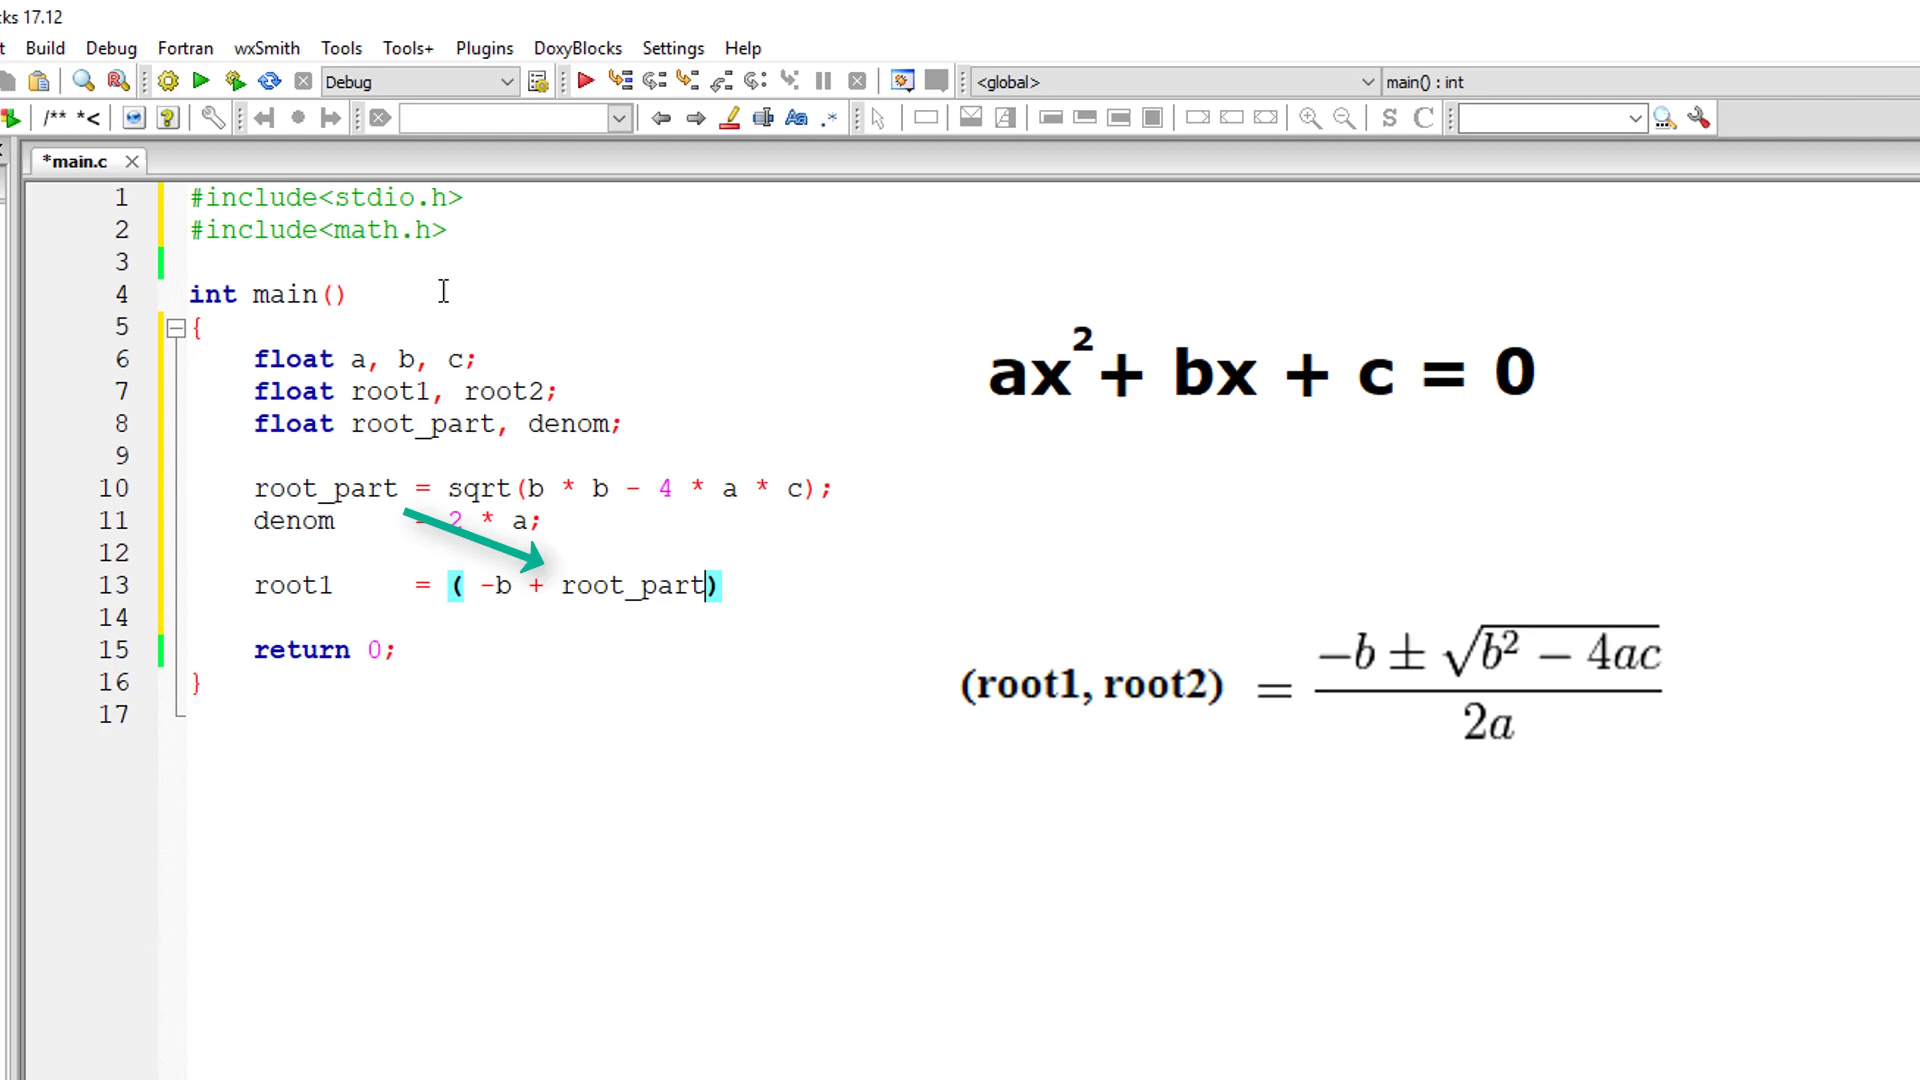 cks 17.12
t Build Debug Fortran wxSmith Tools Tools+ Plugins DoxyBlocks Settings Help
Debug <global> main() : int
/** *< Aa .* S C
*main.c
1 #include<stdio.h>
2 #include<math.h>
3
4 int main()
5 {
6 float a, b, c;
7 float root1, root2;
8 float root_part, denom;
9
10 root_part = sqrt(b * b - 4 * a * c);
11 denom = 2 * a;
12
13 root1 = ( -b + root_part)
14
15 return 0;
16 }
17
ax² + bx + c = 0
(root1, root2) = −b ± √b² − 4ac
2a